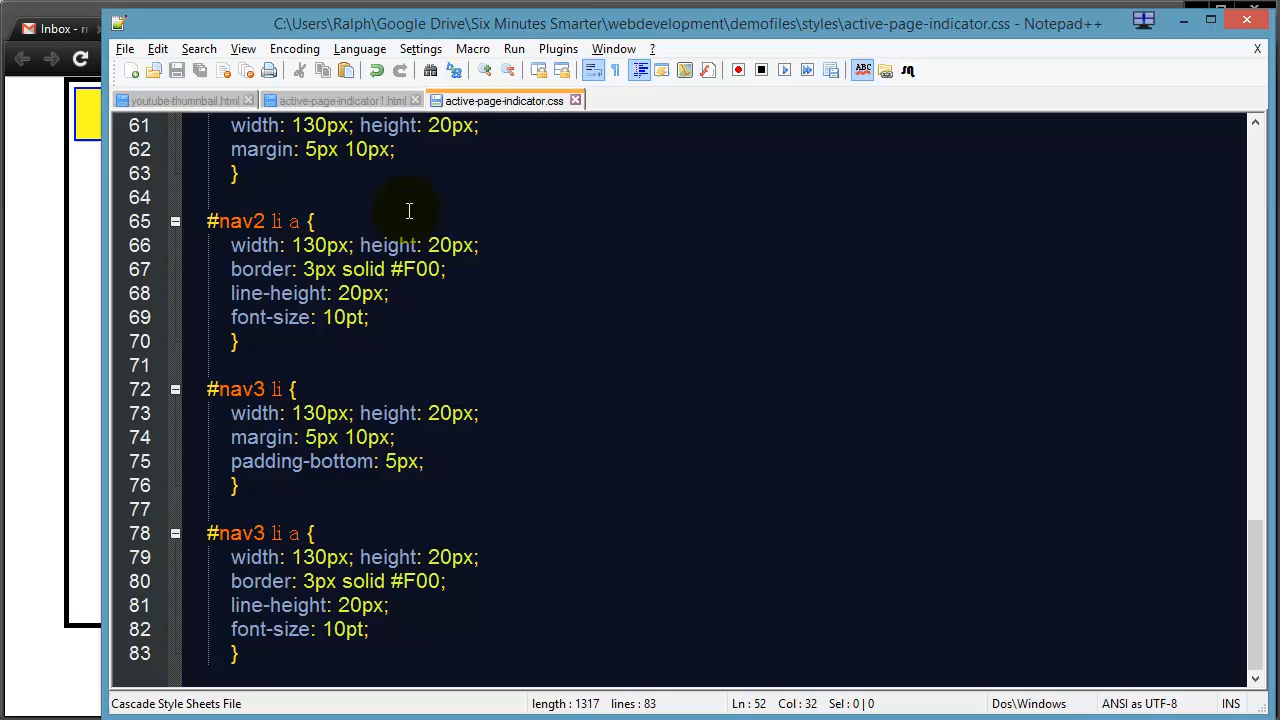 C:\Users\Ralph\Google Drive\Six Minutes Smarter\webdevelopment\demofiles\styles\active-page-indicator.css - Notepad++
Inbox - r
File Edit Search View Encoding Language Settings Macro Run Plugins Window ? X
youtube-thumnbail.html active-page-indicator1.html active-page-indicator.css
61 width: 130px; height: 20px;
62 margin: 5px 10px;
63 }
64
65 #nav2 li a {
66 width: 130px; height: 20px;
67 border: 3px solid #F00;
68 line-height: 20px;
69 font-size: 10pt;
70 }
71
72 #nav3 li {
73 width: 130px; height: 20px;
74 margin: 5px 10px;
75 padding-bottom: 5px;
76 }
77
78 #nav3 li a {
79 width: 130px; height: 20px;
80 border: 3px solid #F00;
81 line-height: 20px;
82 font-size: 10pt;
83 }
Cascade Style Sheets File length : 1317 lines : 83 Ln : 52 Col : 32 Sel : 0 | 0 Dos\Windows ANSI as UTF-8 INS